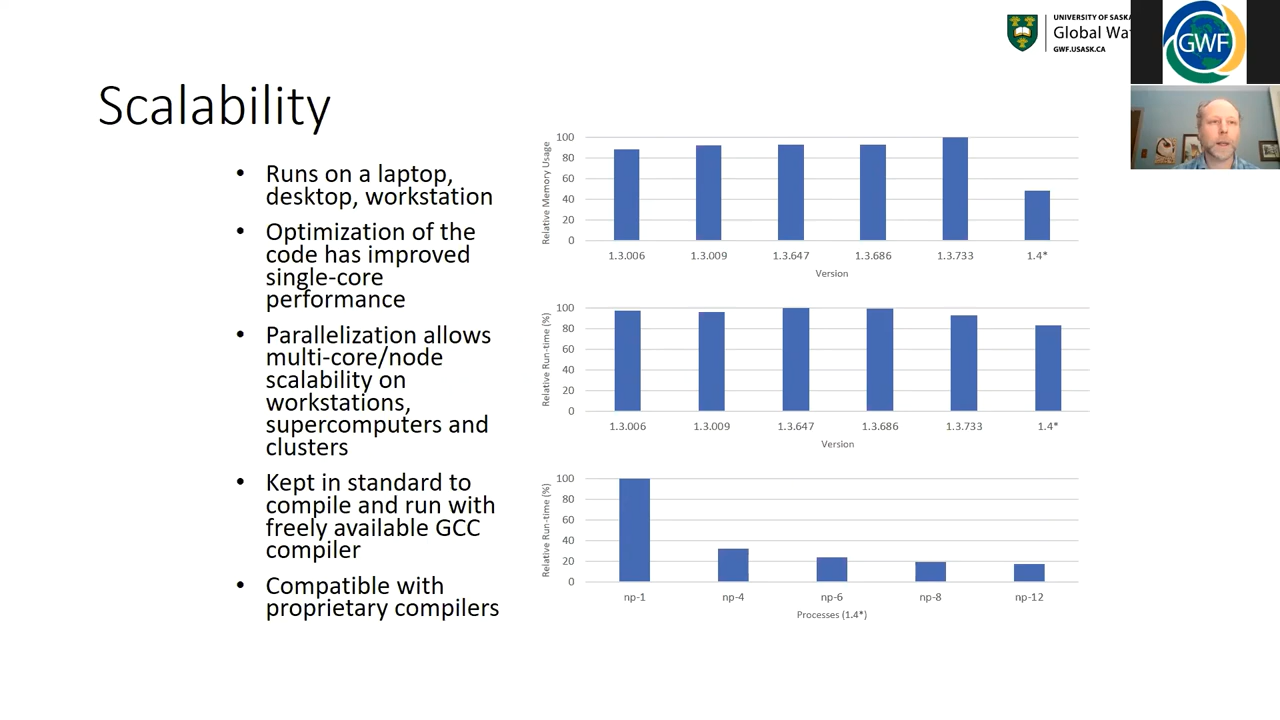 UNIVERSITY OF
Global
GWF.USASK.CA
GWF
Scalability
• Runs on a laptop,
desktop, workstation
• Optimization of the
code has improved
single-core
performance
• Parallelization allows
multi-core/node
scalability on
workstations,
supercomputers and
clusters
• Kept in standard to
compile and run with
freely available GCC
compiler
• Compatible with
proprietary compilers
Relative Memory Usage
100
80
60
40
20
0
1.3.006 1.3.009 1.3.647 1.3.686 1.3.733 1.4*
Version
Relative Run-time (%)
100
80
60
40
20
0
1.3.006 1.3.009 1.3.647 1.3.686 1.3.733 1.4*
Version
Relative Run-time (%)
100
80
60
40
20
0
np-1 np-4 np-6 np-8 np-12
Processes (1.4*)